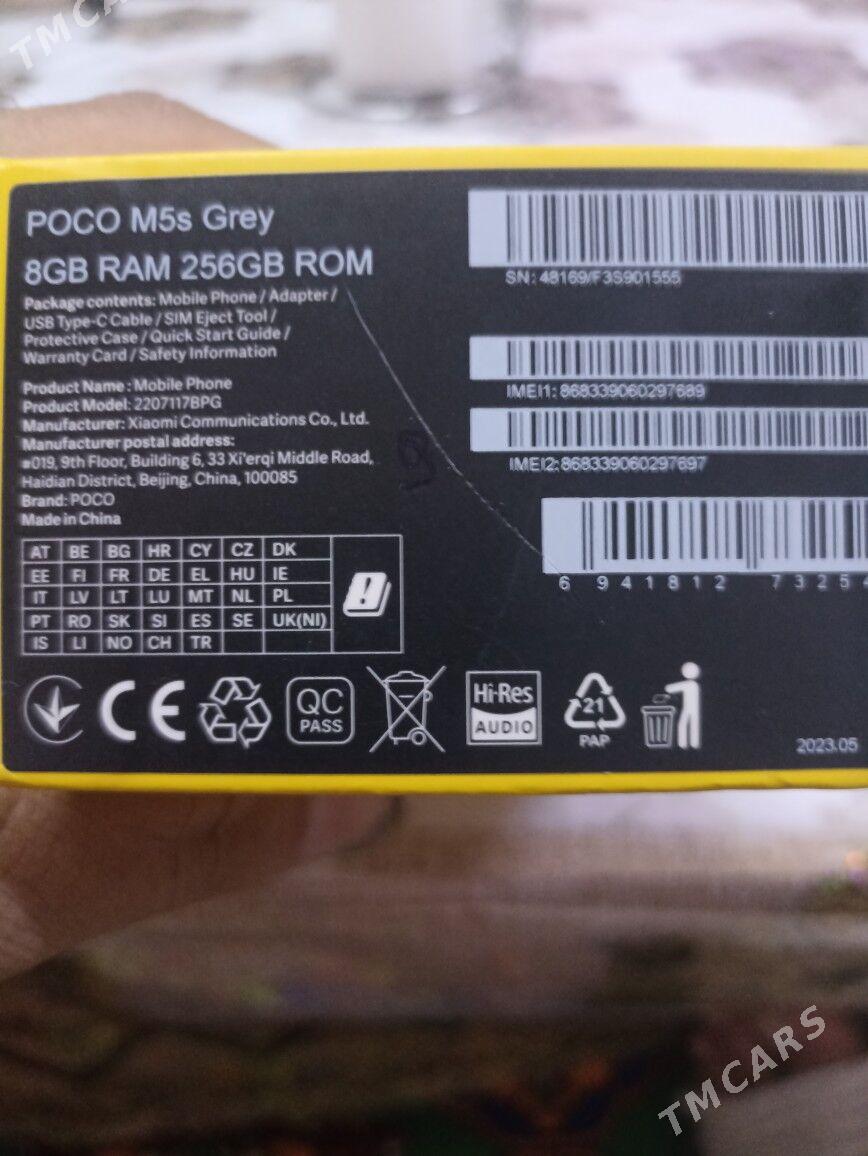 TMCARS
POCO M5s Grey
8GB RAM 256GB ROM
Package contents: Mobile Phone / Adapter /
USB Type-C Cable / SIM Eject Tool /
Protective Case / Quick Start Guide /
Warranty Card / Safety Information
Product Name : Mobile Phone
Product Model: 2207117BPG
Manufacturer: Xiaomi Communications Co., Ltd.
Manufacturer postal address:
#019, 9th Floor, Building 6, 33 Xi'erqi Middle Road,
Haidian District, Beijing, China, 100085
Brand: POCO
Made in China
SN: 48169/F3S901555
IMEI1: 868339060297689
IMEI2: 868339060297697
6 941812 7325
AT BE BG HR CY CZ DK
EE FI FR DE EL HU IE
IT LV LT LU MT NL PL
PT RO SK SI ES SE UK(NI)
IS LI NO CH TR
CE
QC
PASS
Hi-Res
AUDIO
21
PAP
2023.05
TMCARS